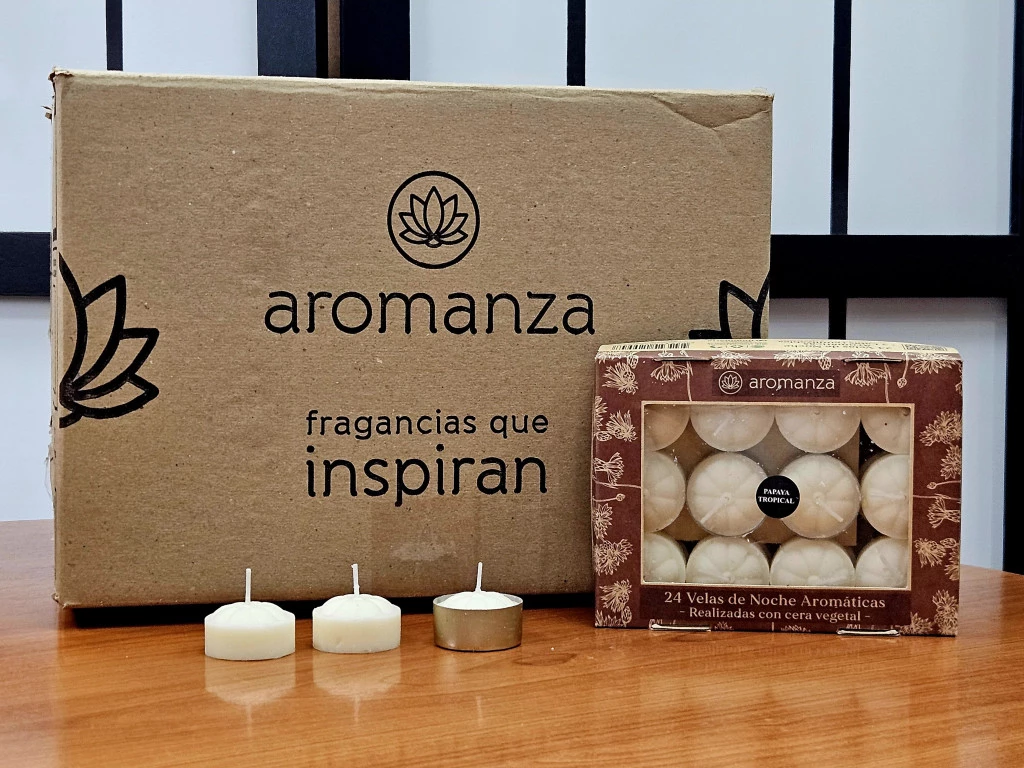 aromanza
fragancias que
inspiran
aromanza
PAPAYA
TROPICAL
24 Velas de Noche Aromáticas
- Realizadas con cera vegetal -